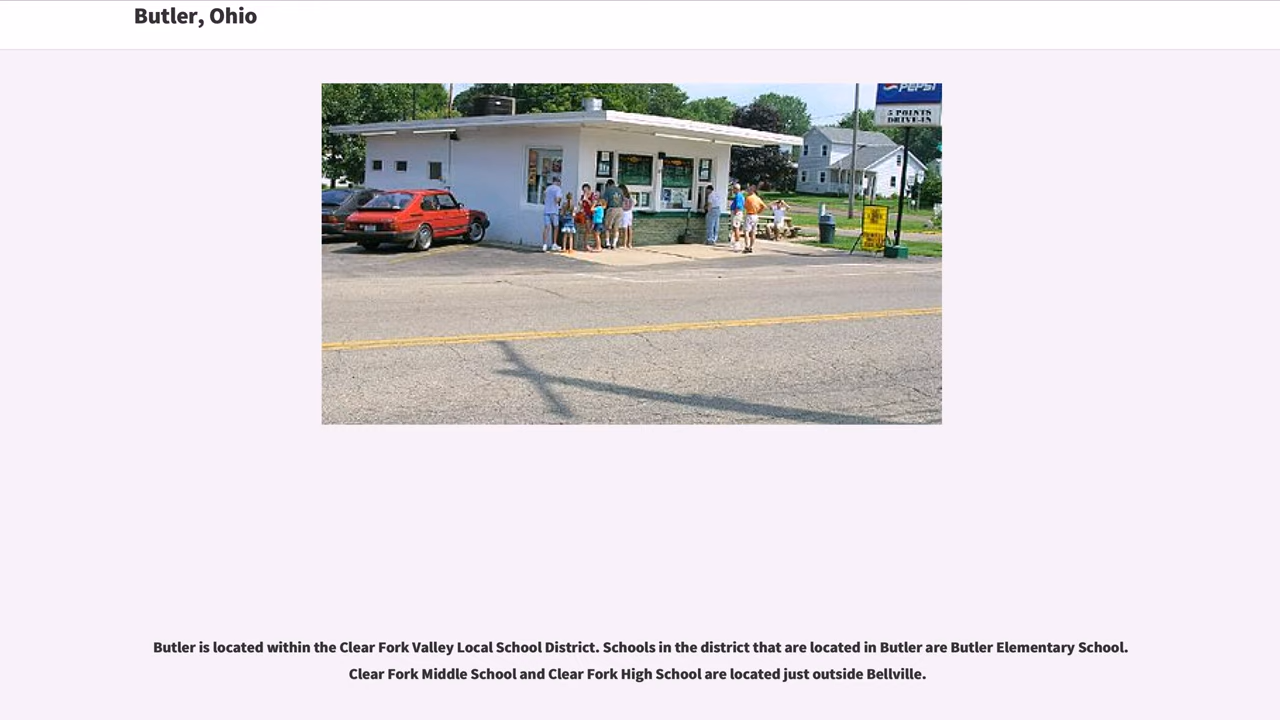 Butler, Ohio
PEPSI
5 POINTS
DRIVE-IN
Butler is located within the Clear Fork Valley Local School District. Schools in the district that are located in Butler are Butler Elementary School.
Clear Fork Middle School and Clear Fork High School are located just outside Bellville.